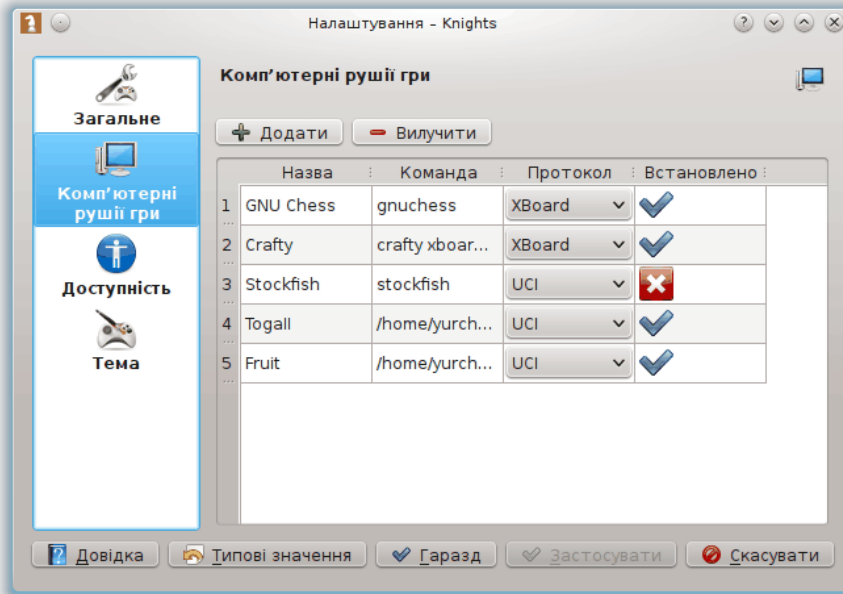 Налаштування – Knights
Загальне
Комп’ютерні
рушії гри
Доступність
Тема
Комп’ютерні рушії гри
Додати Вилучити
Назва Команда Протокол Встановлено
1 GNU Chess gnuchess XBoard
2 Crafty crafty xboar... XBoard
3 Stockfish stockfish UCI
4 Togall /home/yurch... UCI
5 Fruit /home/yurch... UCI
Довідка Типові значення Гаразд Застосувати Скасувати